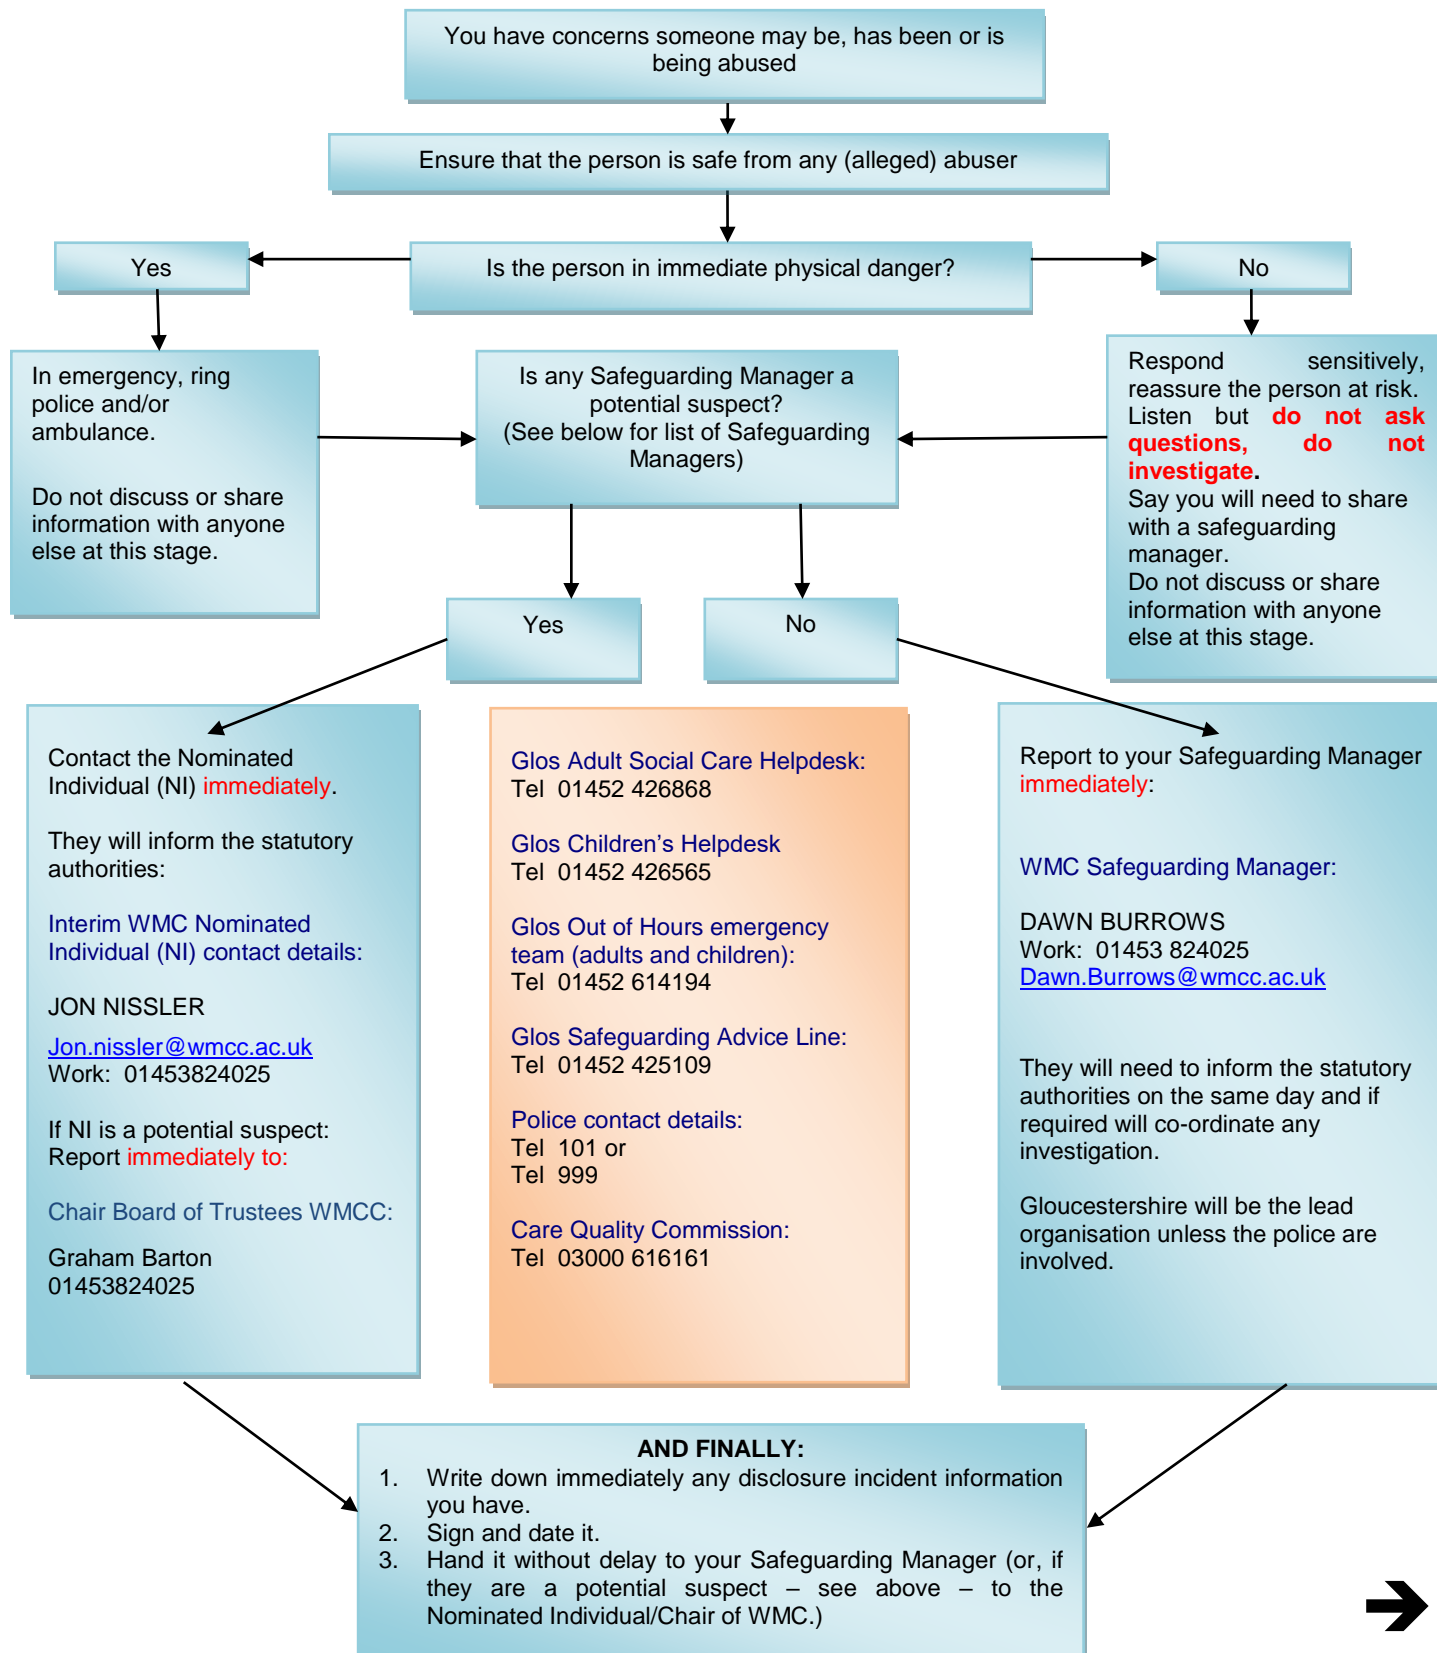 You have concerns someone may be, has been or is
being abused
Ensure that the person is safe from any (alleged) abuser
Yes
Is the person in immediate physical danger?
No
In emergency, ring
police and/or
ambulance.
Do not discuss or share
information with anyone
else at this stage.
Is any Safeguarding Manager a
potential suspect?
(See below for list of Safeguarding
Managers)
Respond sensitively,
reassure the person at risk.
Listen but do not ask
questions, do not
investigate.
Say you will need to share
with a safeguarding
manager.
Do not discuss or share
information with anyone
else at this stage.
Yes
No
Contact the Nominated
Individual (NI) immediately.
They will inform the statutory
authorities:
Interim WMC Nominated
Individual (NI) contact details:
JON NISSLER
Jon.nissler@wmcc.ac.uk
Work: 01453824025
If NI is a potential suspect:
Report immediately to:
Chair Board of Trustees WMCC:
Graham Barton
01453824025
Glos Adult Social Care Helpdesk:
Tel 01452 426868
Glos Children’s Helpdesk
Tel 01452 426565
Glos Out of Hours emergency
team (adults and children):
Tel 01452 614194
Glos Safeguarding Advice Line:
Tel 01452 425109
Police contact details:
Tel 101 or
Tel 999
Care Quality Commission:
Tel 03000 616161
Report to your Safeguarding Manager
immediately:
WMC Safeguarding Manager:
DAWN BURROWS
Work: 01453 824025
Dawn.Burrows@wmcc.ac.uk
They will need to inform the statutory
authorities on the same day and if
required will co-ordinate any
investigation.
Gloucestershire will be the lead
organisation unless the police are
involved.
AND FINALLY:
1. Write down immediately any disclosure incident information
you have.
2. Sign and date it.
3. Hand it without delay to your Safeguarding Manager (or, if
they are a potential suspect – see above – to the
Nominated Individual/Chair of WMC.)